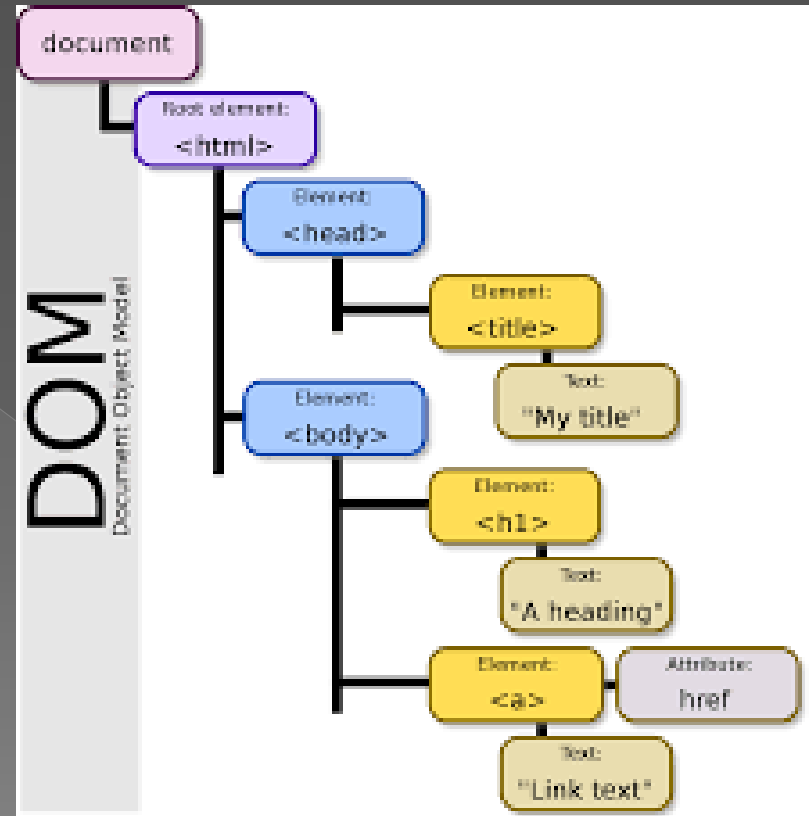 document
Root element:
<html>
Element:
<head>
Element:
<title>
Text:
"My title"
Element:
<body>
Element:
<h1>
Text:
"A heading"
Element:
<a>
Attribute:
href
Text:
"Link text"
DOM
Document Object Model